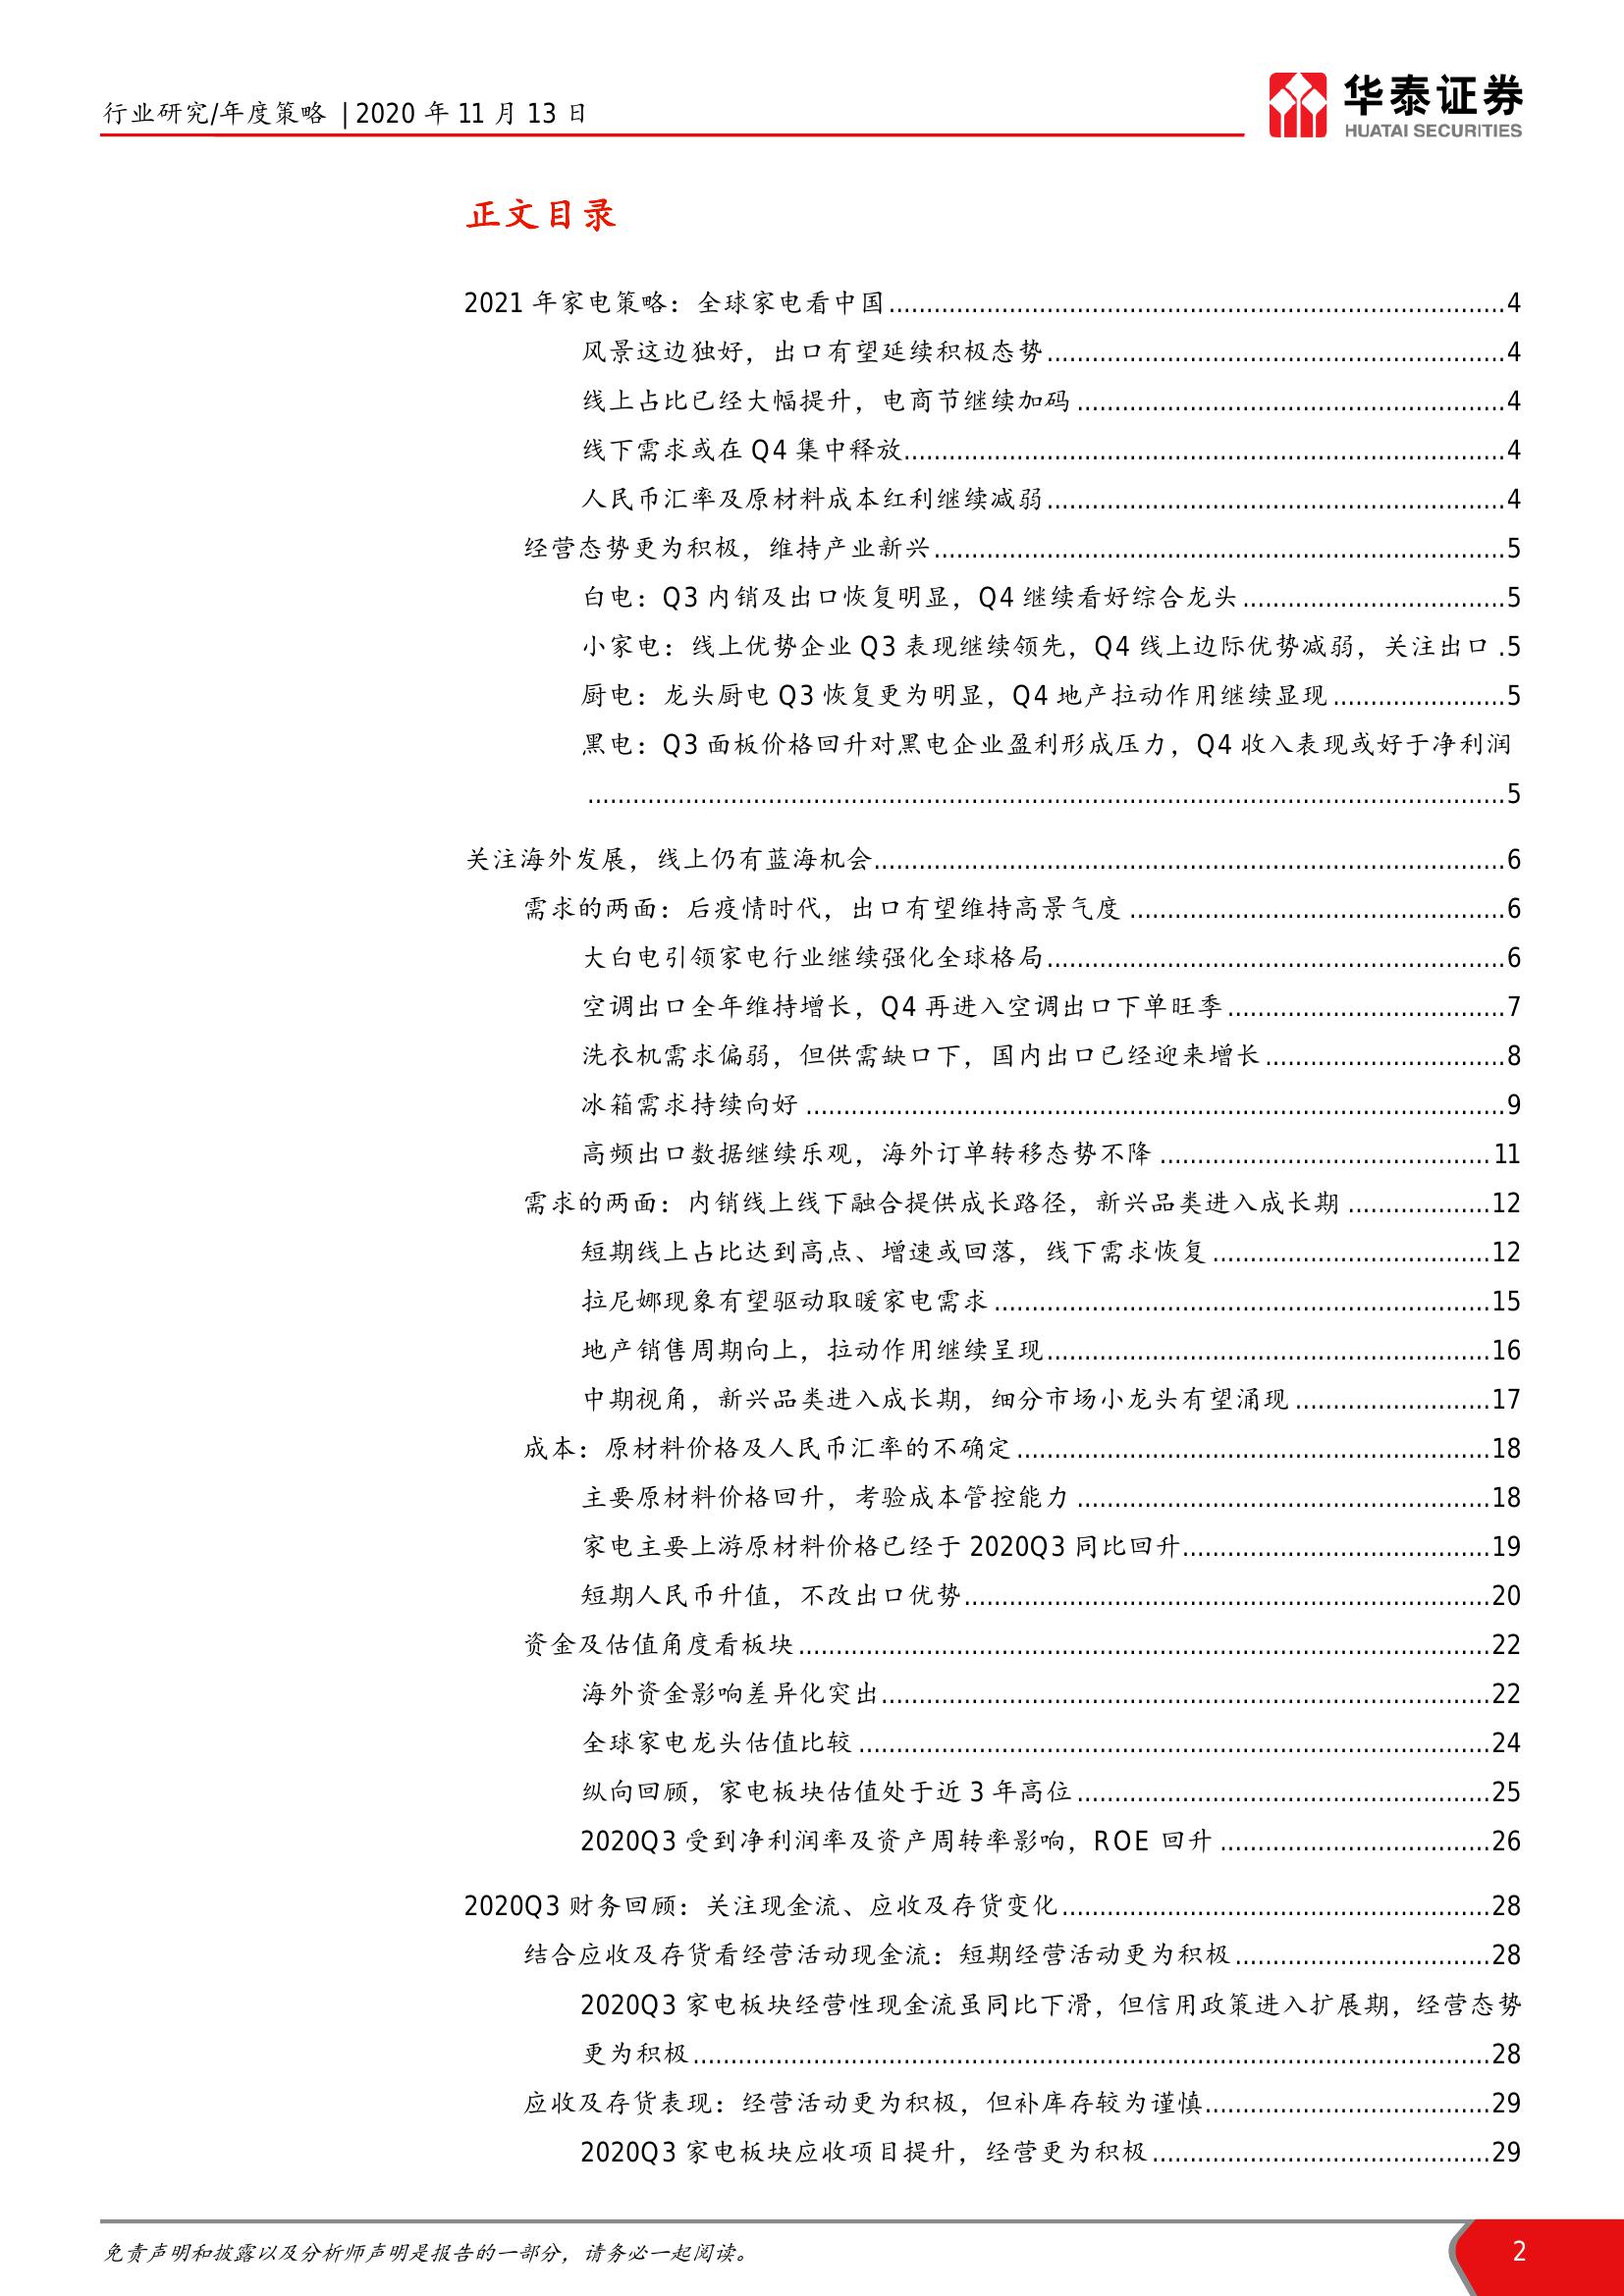 行业研究/年度策略 | 2020 年 11 月 13 日
华泰证券
HUATAI SECURITIES
正文目录
2021 年家电策略：全球家电看中国........4
风景这边独好，出口有望延续积极态势........4
线上占比已经大幅提升，电商节继续加码........4
线下需求或在 Q4 集中释放........4
人民币汇率及原材料成本红利继续减弱........4
经营态势更为积极，维持产业新兴........5
白电：Q3 内销及出口恢复明显，Q4 继续看好综合龙头........5
小家电：线上优势企业 Q3 表现继续领先，Q4 线上边际优势减弱，关注出口 .5
厨电：龙头厨电 Q3 恢复更为明显，Q4 地产拉动作用继续显现........5
黑电：Q3 面板价格回升对黑电企业盈利形成压力，Q4 收入表现或好于净利润
........5
关注海外发展，线上仍有蓝海机会........6
需求的两面：后疫情时代，出口有望维持高景气度........6
大白电引领家电行业继续强化全球格局........6
空调出口全年维持增长，Q4 再进入空调出口下单旺季........7
洗衣机需求偏弱，但供需缺口下，国内出口已经迎来增长........8
冰箱需求持续向好........9
高频出口数据继续乐观，海外订单转移态势不降........11
需求的两面：内销线上线下融合提供成长路径，新兴品类进入成长期........12
短期线上占比达到高点、增速或回落，线下需求恢复........12
拉尼娜现象有望驱动取暖家电需求........15
地产销售周期向上，拉动作用继续呈现........16
中期视角，新兴品类进入成长期，细分市场小龙头有望涌现........17
成本：原材料价格及人民币汇率的不确定........18
主要原材料价格回升，考验成本管控能力........18
家电主要上游原材料价格已经于 2020Q3 同比回升........19
短期人民币升值，不改出口优势........20
资金及估值角度看板块........22
海外资金影响差异化突出........22
全球家电龙头估值比较........24
纵向回顾，家电板块估值处于近 3 年高位........25
2020Q3 受到净利润率及资产周转率影响，ROE 回升........26
2020Q3 财务回顾：关注现金流、应收及存货变化........28
结合应收及存货看经营活动现金流：短期经营活动更为积极........28
2020Q3 家电板块经营性现金流虽同比下滑，但信用政策进入扩展期，经营态势
更为积极........28
应收及存货表现：经营活动更为积极，但补库存较为谨慎........29
2020Q3 家电板块应收项目提升，经营更为积极........29
免责声明和披露以及分析师声明是报告的一部分，请务必一起阅读。
2